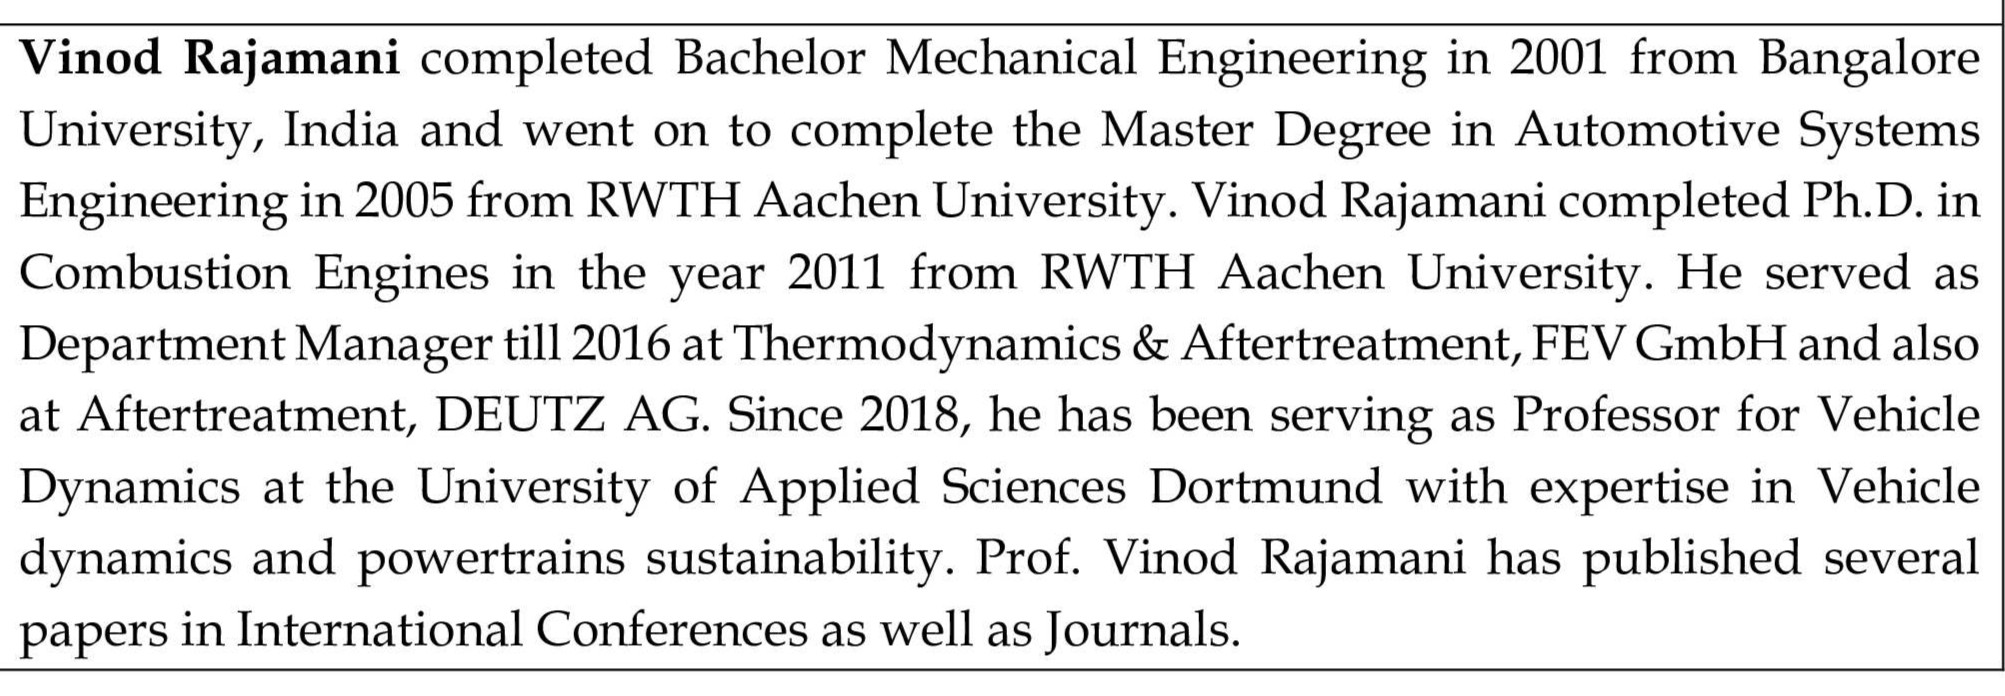 Vinod Rajamani completed Bachelor Mechanical Engineering in 2001 from Bangalore
University, India and went on to complete the Master Degree in Automotive Systems
Engineering in 2005 from RWTH Aachen University. Vinod Rajamani completed Ph.D. in
Combustion Engines in the year 2011 from RWTH Aachen University. He served as
Department Manager till 2016 at Thermodynamics & Aftertreatment, FEV GmbH and also
at Aftertreatment, DEUTZ AG. Since 2018, he has been serving as Professor for Vehicle
Dynamics at the University of Applied Sciences Dortmund with expertise in Vehicle
dynamics and powertrains sustainability. Prof. Vinod Rajamani has published several
papers in International Conferences as well as Journals.